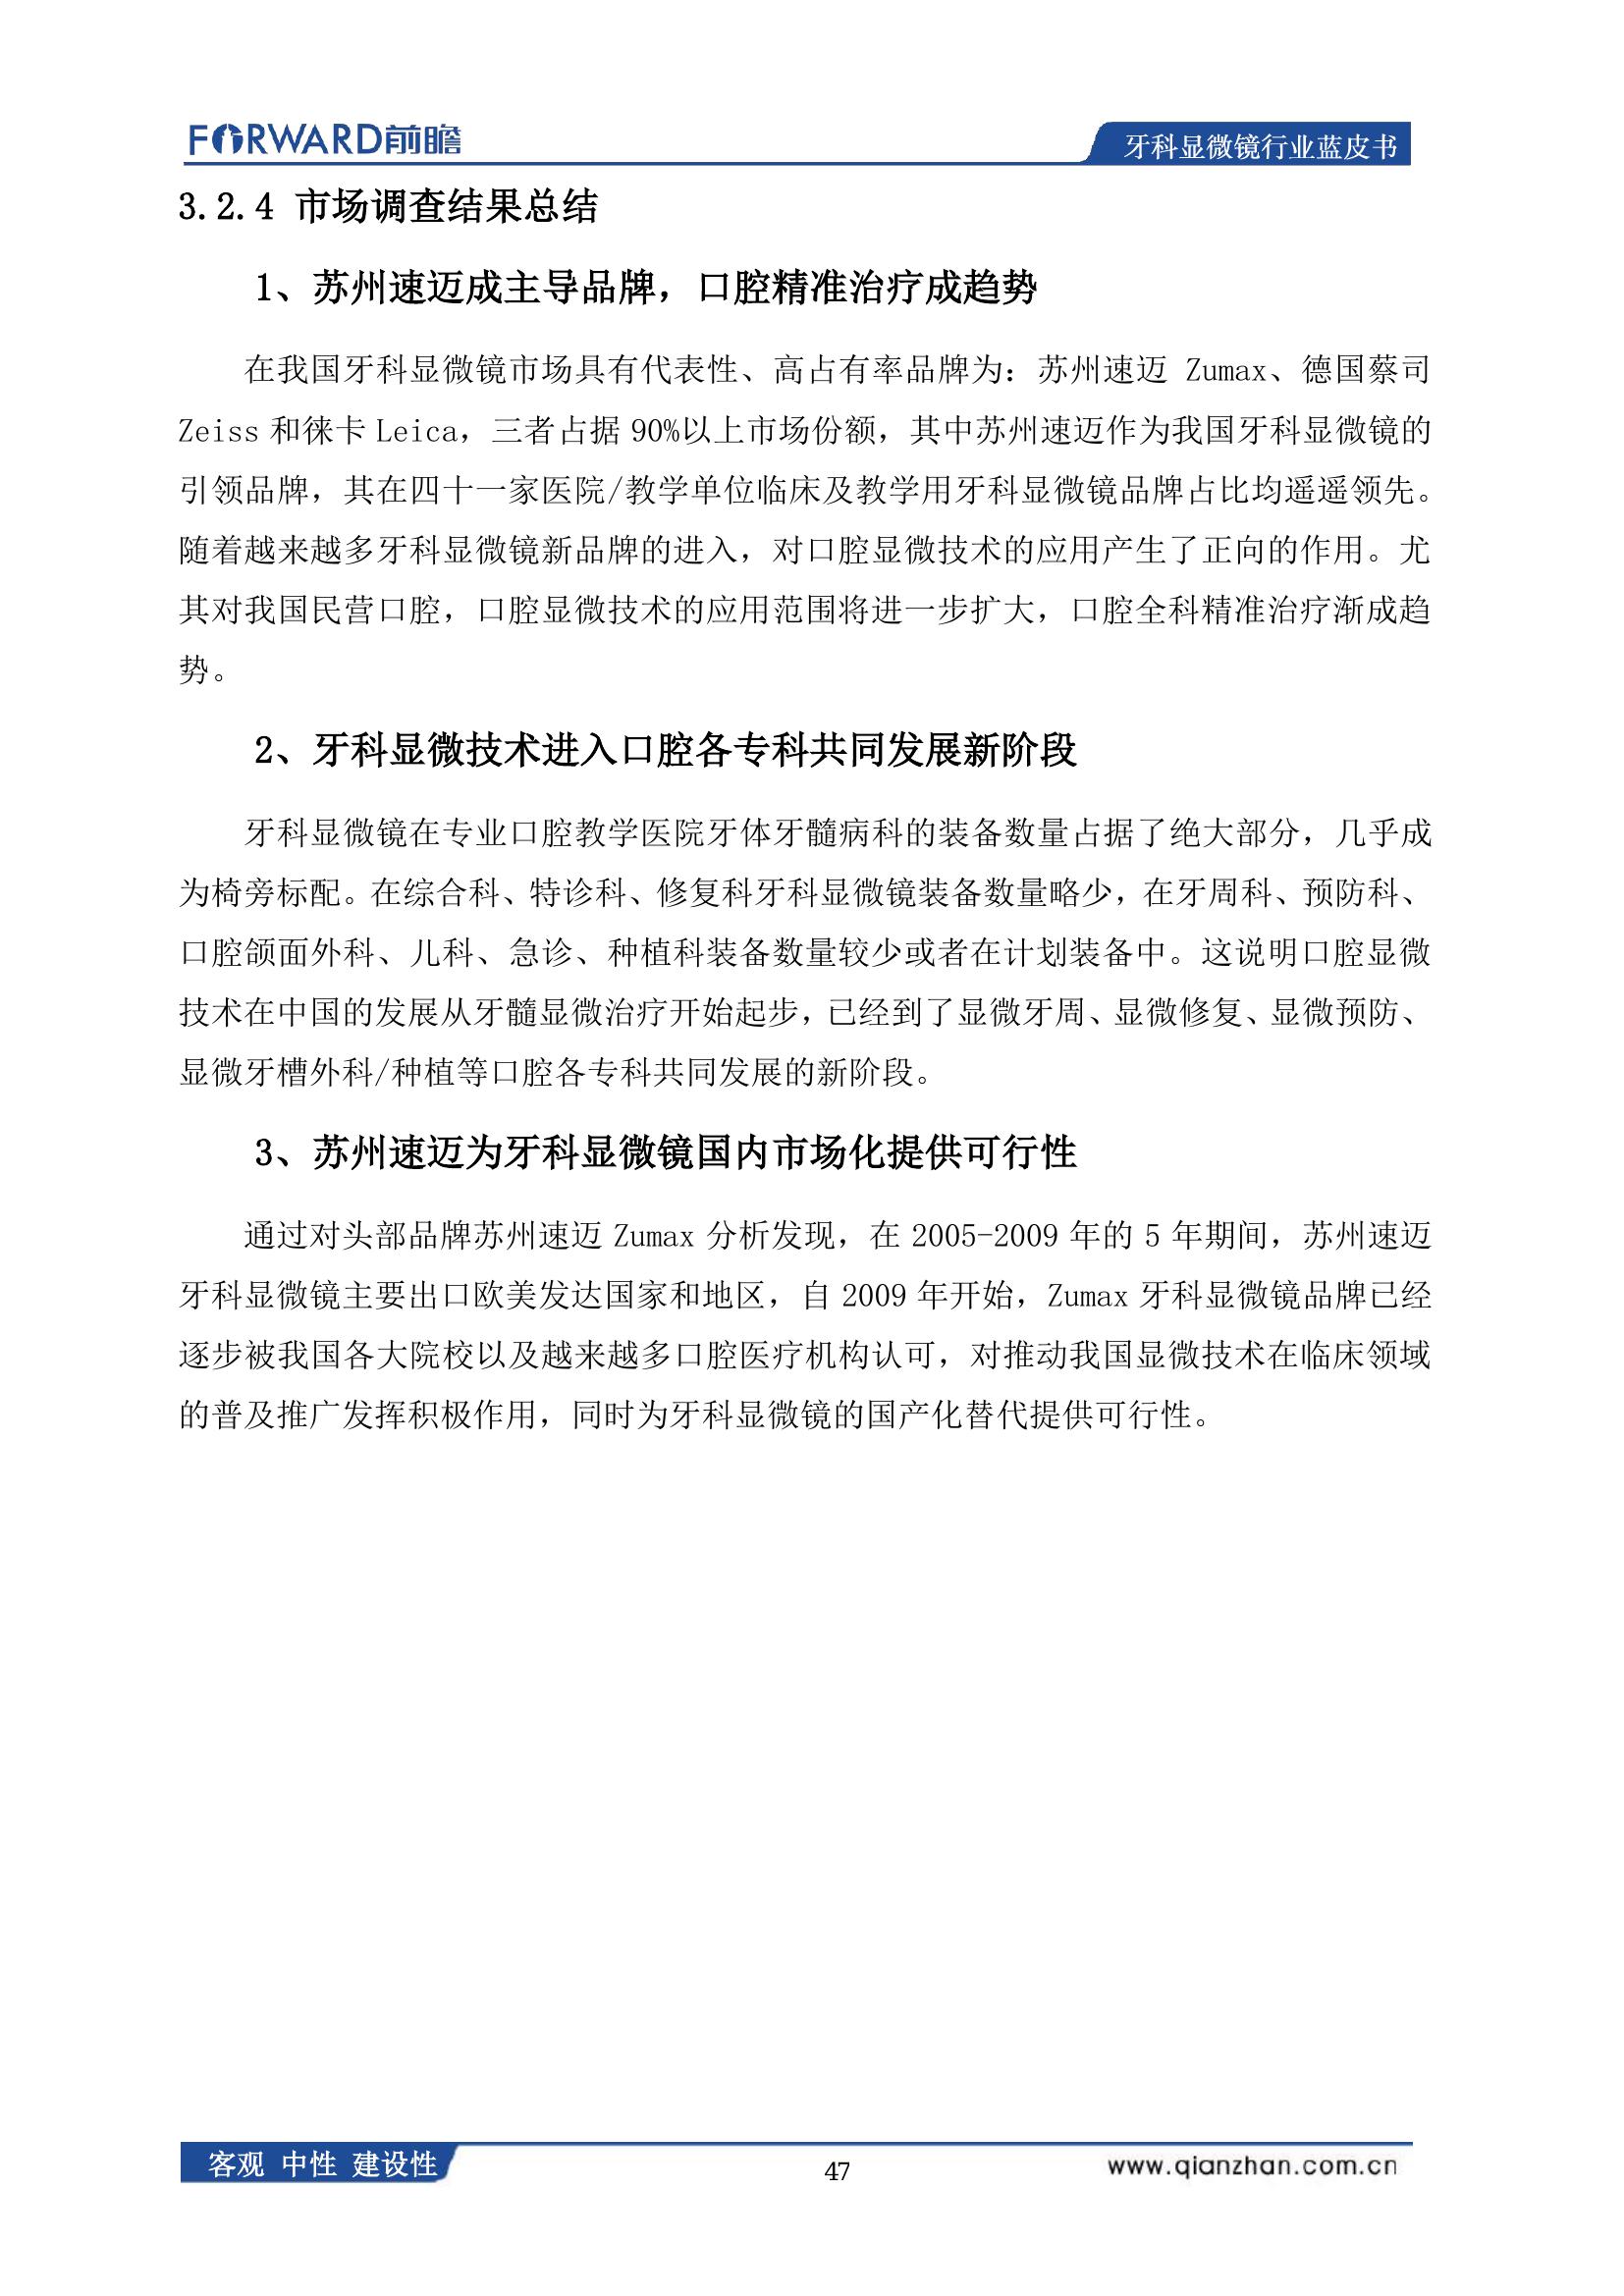 FORWARD前瞻
牙科显微镜行业蓝皮书
3.2.4 市场调查结果总结
1、苏州速迈成主导品牌，口腔精准治疗成趋势
在我国牙科显微镜市场具有代表性、高占有率品牌为：苏州速迈 Zumax、德国蔡司
Zeiss 和徕卡 Leica，三者占据 90%以上市场份额，其中苏州速迈作为我国牙科显微镜的
引领品牌，其在四十一家医院/教学单位临床及教学用牙科显微镜品牌占比均遥遥领先。
随着越来越多牙科显微镜新品牌的进入，对口腔显微技术的应用产生了正向的作用。尤
其对我国民营口腔，口腔显微技术的应用范围将进一步扩大，口腔全科精准治疗渐成趋
势。
2、牙科显微技术进入口腔各专科共同发展新阶段
牙科显微镜在专业口腔教学医院牙体牙髓病科的装备数量占据了绝大部分，几乎成
为椅旁标配。在综合科、特诊科、修复科牙科显微镜装备数量略少，在牙周科、预防科、
口腔颌面外科、儿科、急诊、种植科装备数量较少或者在计划装备中。这说明口腔显微
技术在中国的发展从牙髓显微治疗开始起步，已经到了显微牙周、显微修复、显微预防、
显微牙槽外科/种植等口腔各专科共同发展的新阶段。
3、苏州速迈为牙科显微镜国内市场化提供可行性
通过对头部品牌苏州速迈 Zumax 分析发现，在 2005-2009 年的 5 年期间，苏州速迈
牙科显微镜主要出口欧美发达国家和地区，自 2009 年开始，Zumax 牙科显微镜品牌已经
逐步被我国各大院校以及越来越多口腔医疗机构认可，对推动我国显微技术在临床领域
的普及推广发挥积极作用，同时为牙科显微镜的国产化替代提供可行性。
客观 中性 建设性
47
www.qianzhan.com.cn